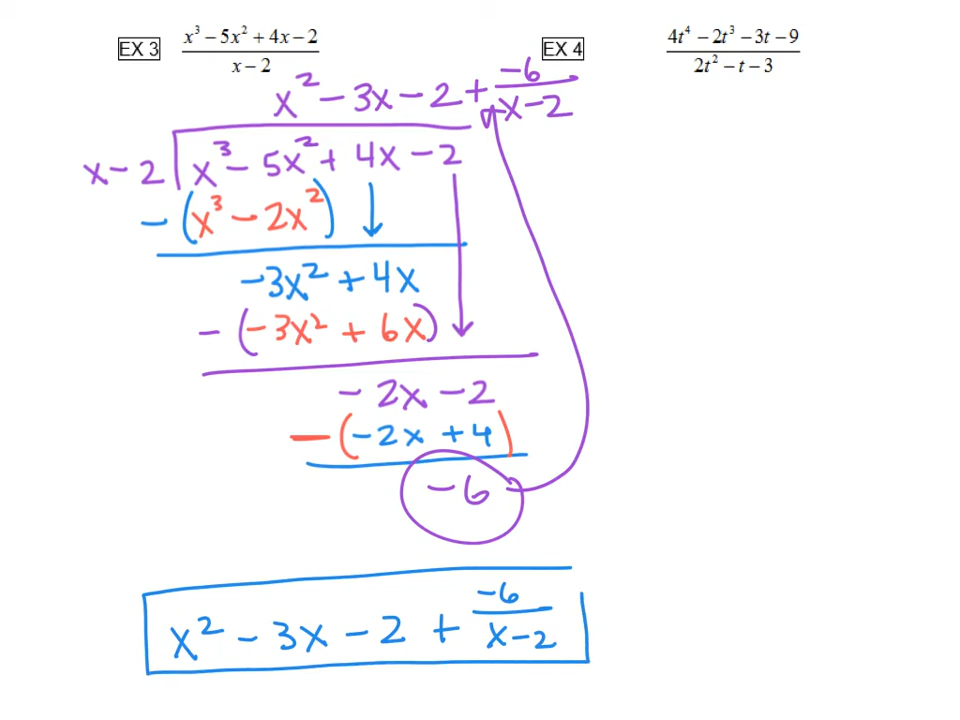 EX 3 x³ − 5x² + 4x − 2 / x − 2
EX 4 4t⁴ − 2t³ − 3t − 9 / 2t² − t − 3
x² − 3x − 2 + −6 / x − 2
x − 2 x³ − 5x² + 4x − 2
− (x³ − 2x²)
−3x² + 4x
− (−3x² + 6x)
− 2x − 2
− (−2x + 4)
−6
x² − 3x − 2 + −6 / x − 2